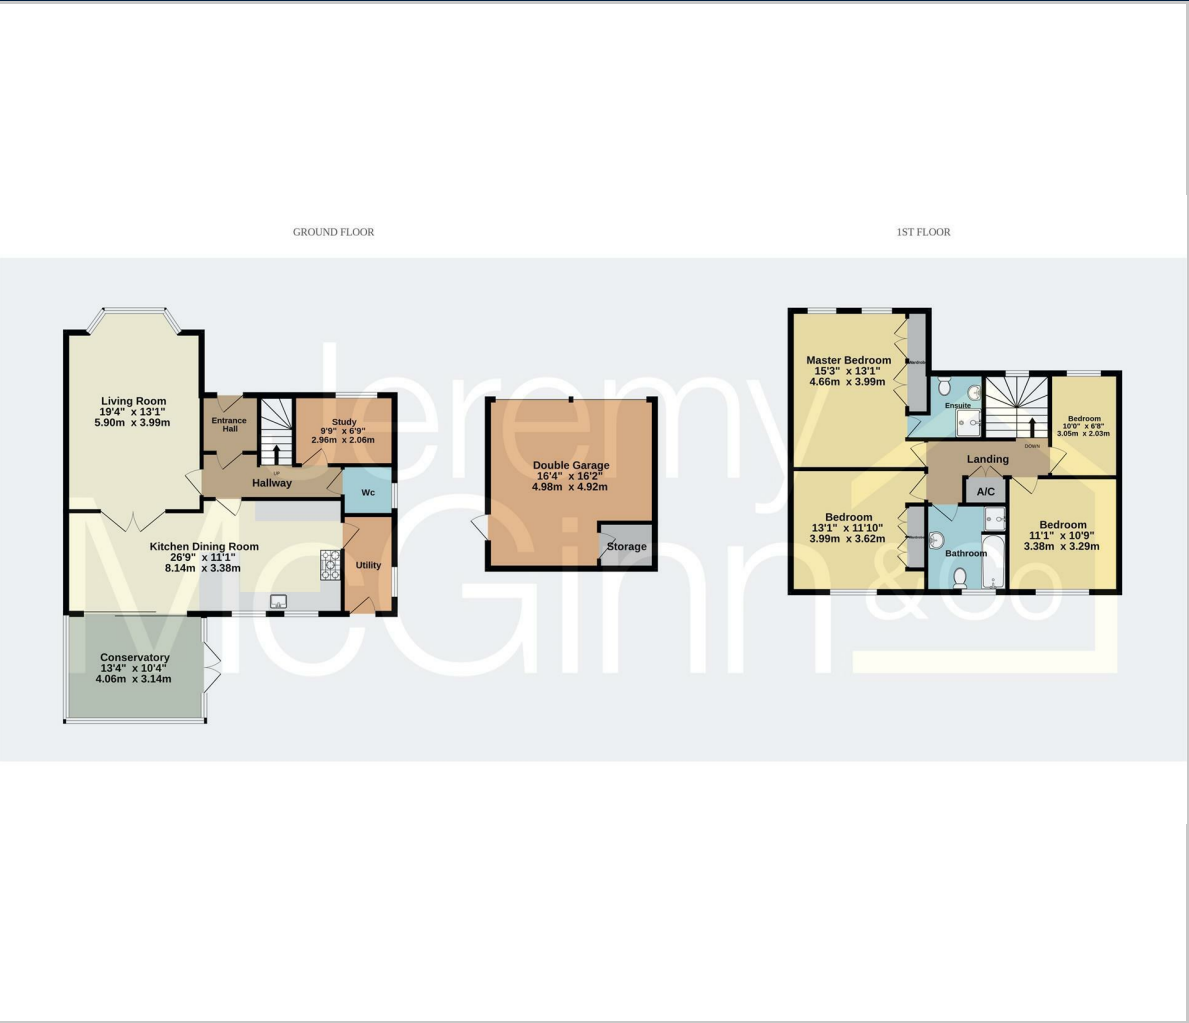 GROUND FLOOR
1ST FLOOR
Living Room
19'4" x 13'1"
5.90m x 3.99m
Entrance
Hall
Study
9'9" x 6'9"
2.96m x 2.06m
UP
Hallway
Wc
Kitchen Dining Room
26'9" x 11'1"
8.14m x 3.38m
Utility
Conservatory
13'4" x 10'4"
4.06m x 3.14m
Double Garage
16'4" x 16'2"
4.98m x 4.92m
Storage
Master Bedroom
15'3" x 13'1"
4.66m x 3.99m
Ensuite
Bedroom
10'0" x 6'8"
3.05m x 2.03m
DOWN
Landing
A/C
Bedroom
13'1" x 11'10"
3.99m x 3.62m
Bathroom
Bedroom
11'1" x 10'9"
3.38m x 3.29m
Jeremy
McGinn & Co